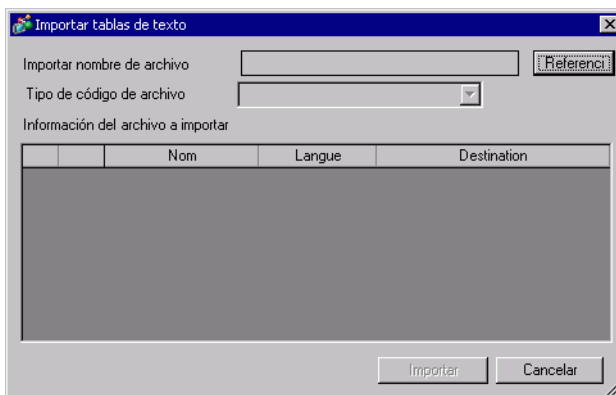 Importar tablas de texto
Importar nombre de archivo Referenci
Tipo de código de archivo
Información del archivo a importar
Nom Langue Destination
Importar Cancelar